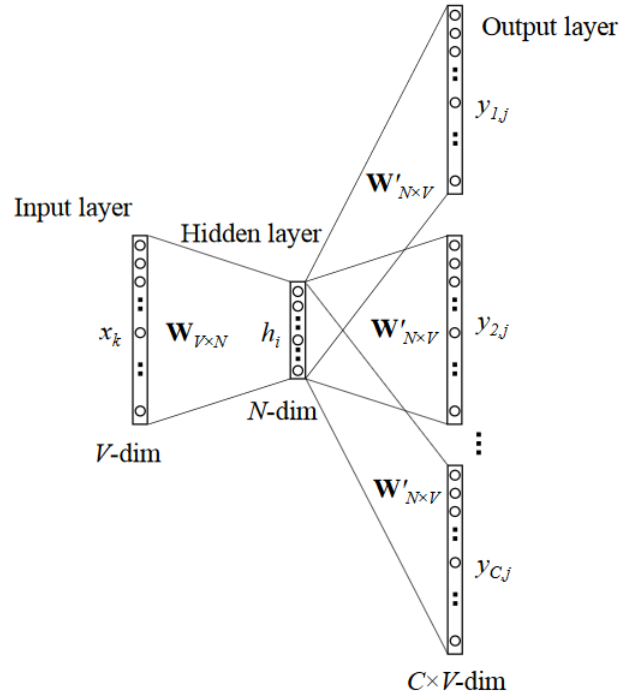 Output layer
y1,j
W'N×V
Input layer
Hidden layer
xk
WV×N
hi
W'N×V
y2,j
N-dim
V-dim
W'N×V
yC,j
C×V-dim